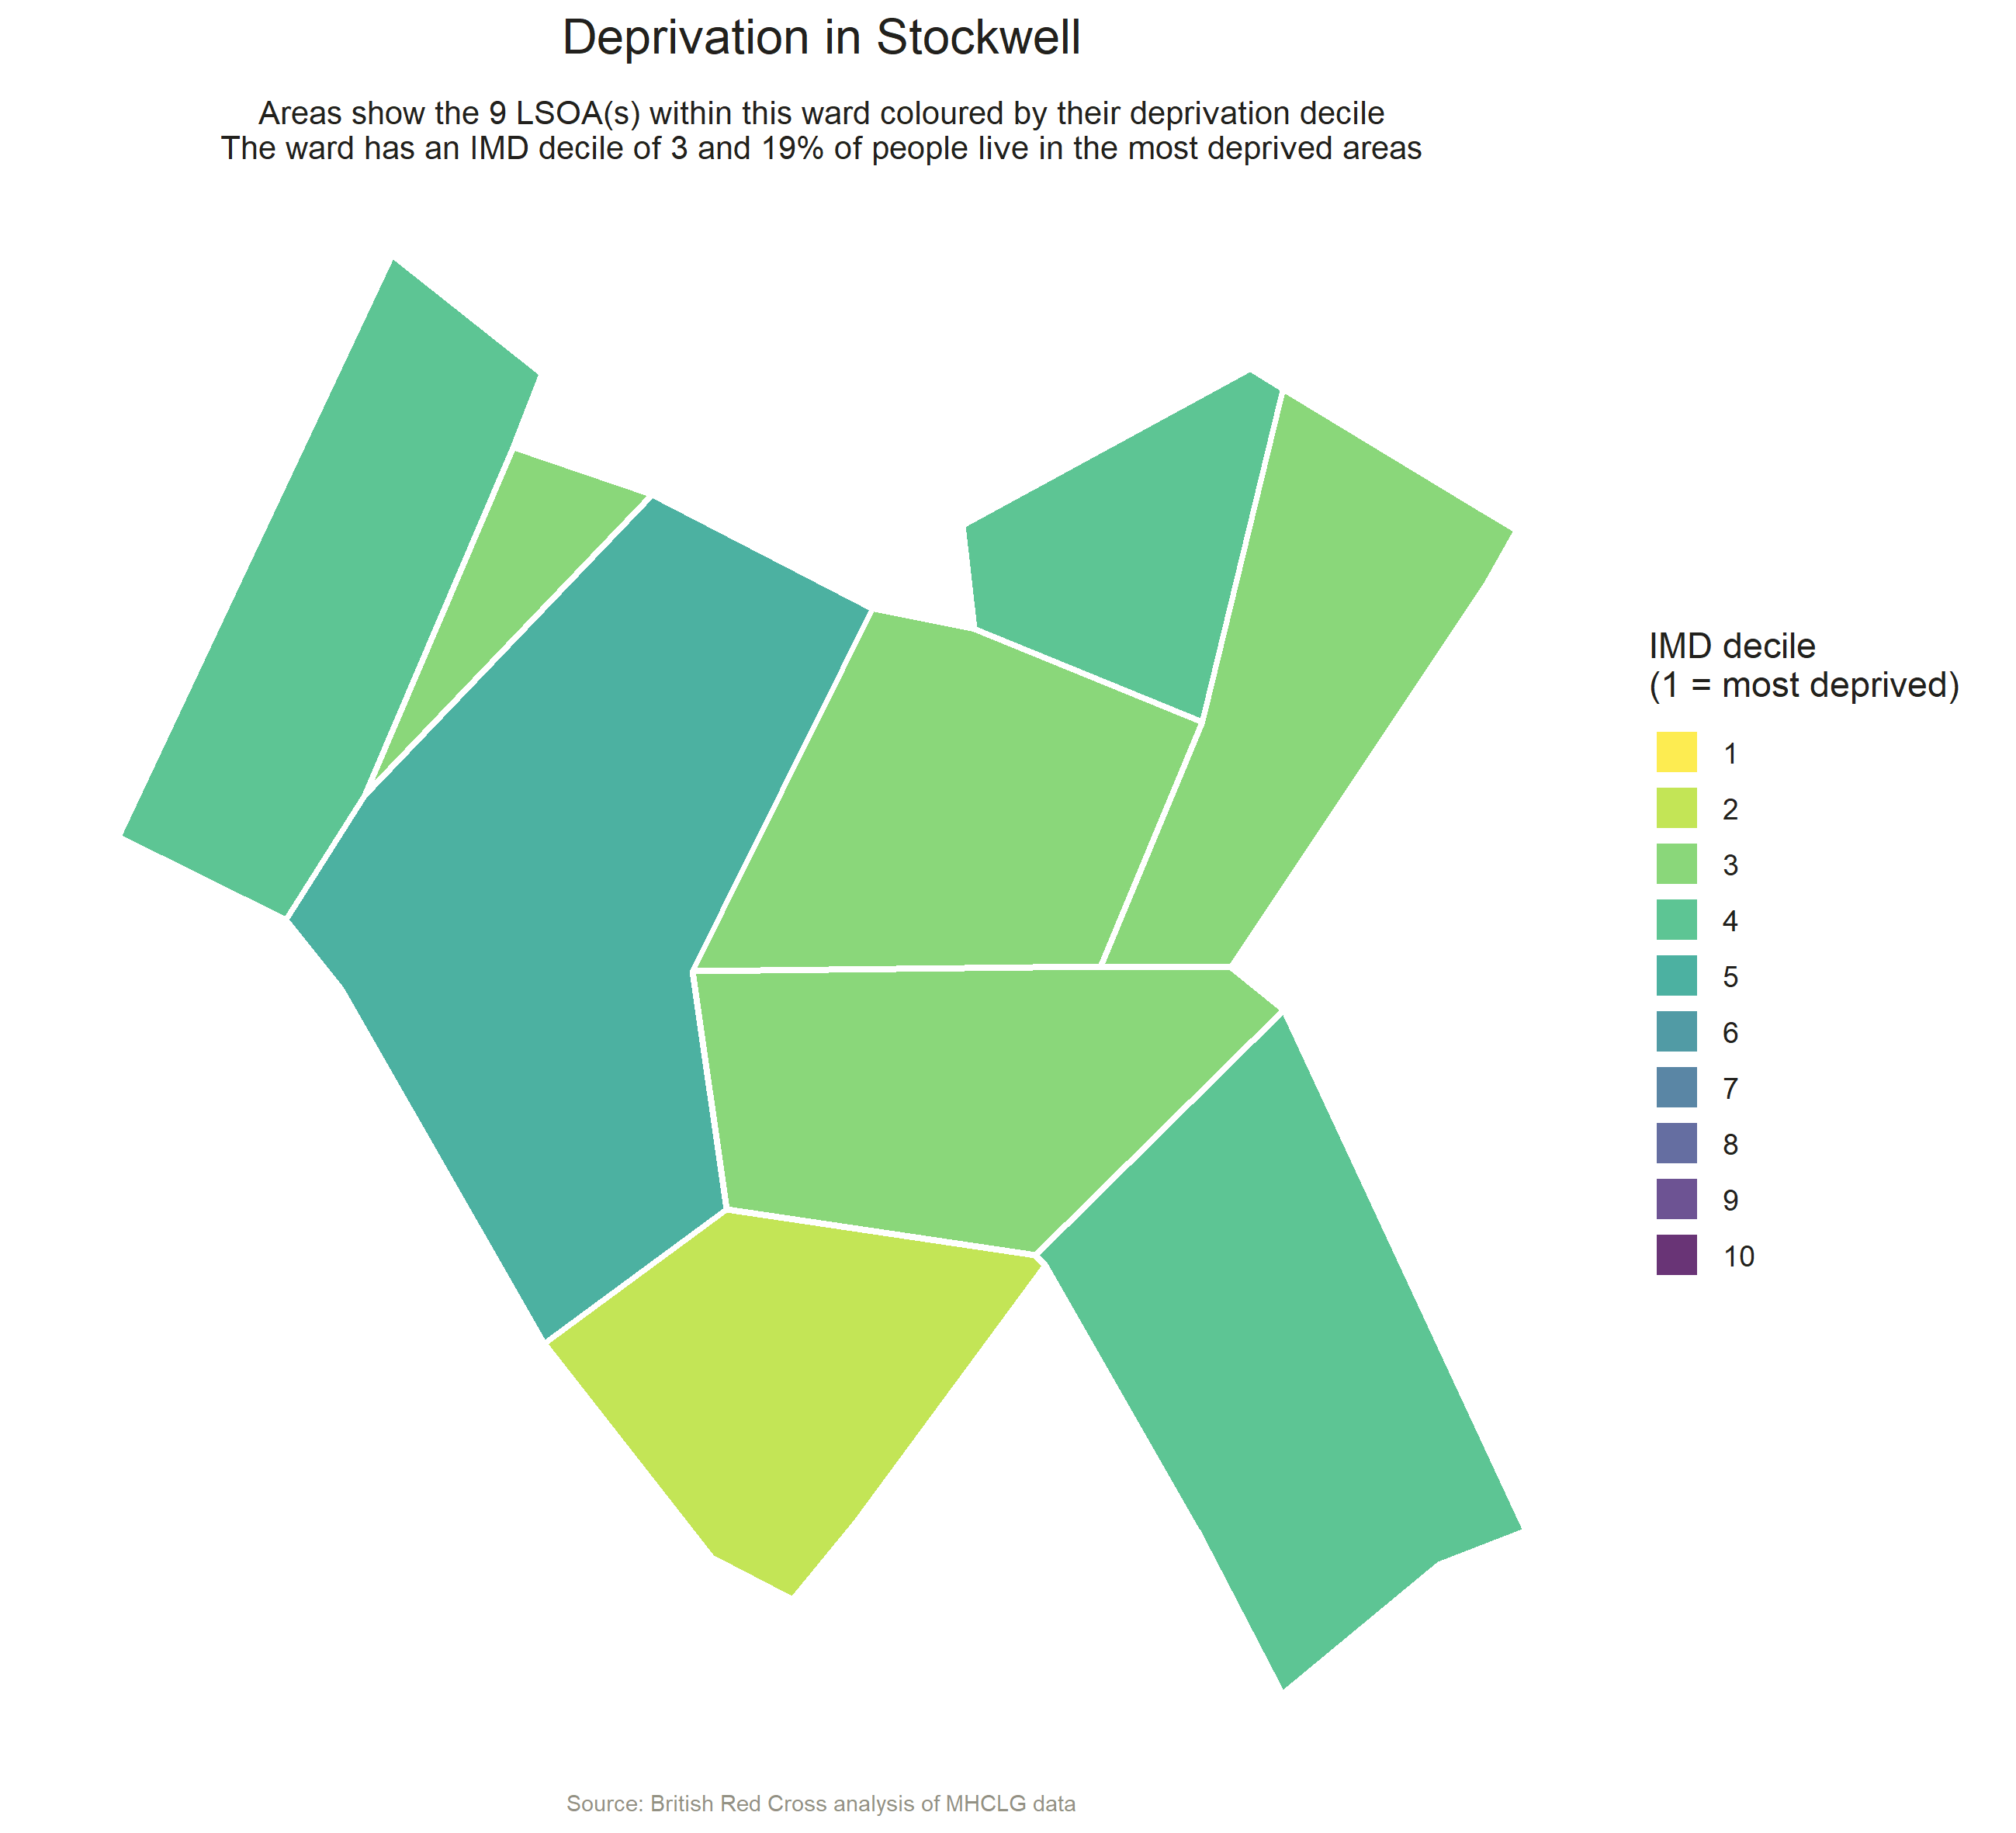 Deprivation in Stockwell
Areas show the 9 LSOA(s) within this ward coloured by their deprivation decile
The ward has an IMD decile of 3 and 19% of people live in the most deprived areas
IMD decile
(1 = most deprived)
1
2
3
4
5
6
7
8
9
10
Source: British Red Cross analysis of MHCLG data